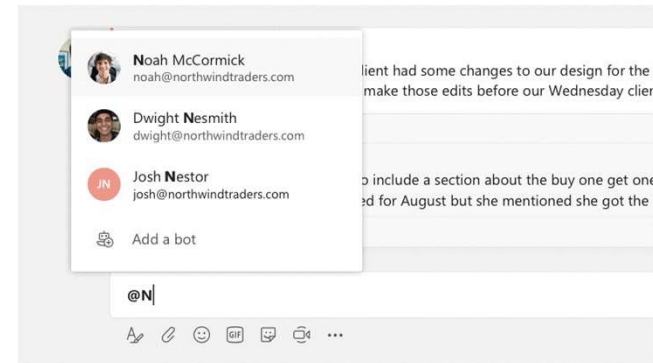 Noah McCormick
noah@northwindtraders.com
lient had some changes to our design for the
Dwight Nesmith
make those edits before our Wednesday clien
dwight@northwindtraders.com
JN
Josh Nestor
josh@northwindtraders.com
o include a section about the buy one get one
ed for August but she mentioned she got the
Add a bot
@N
GIF